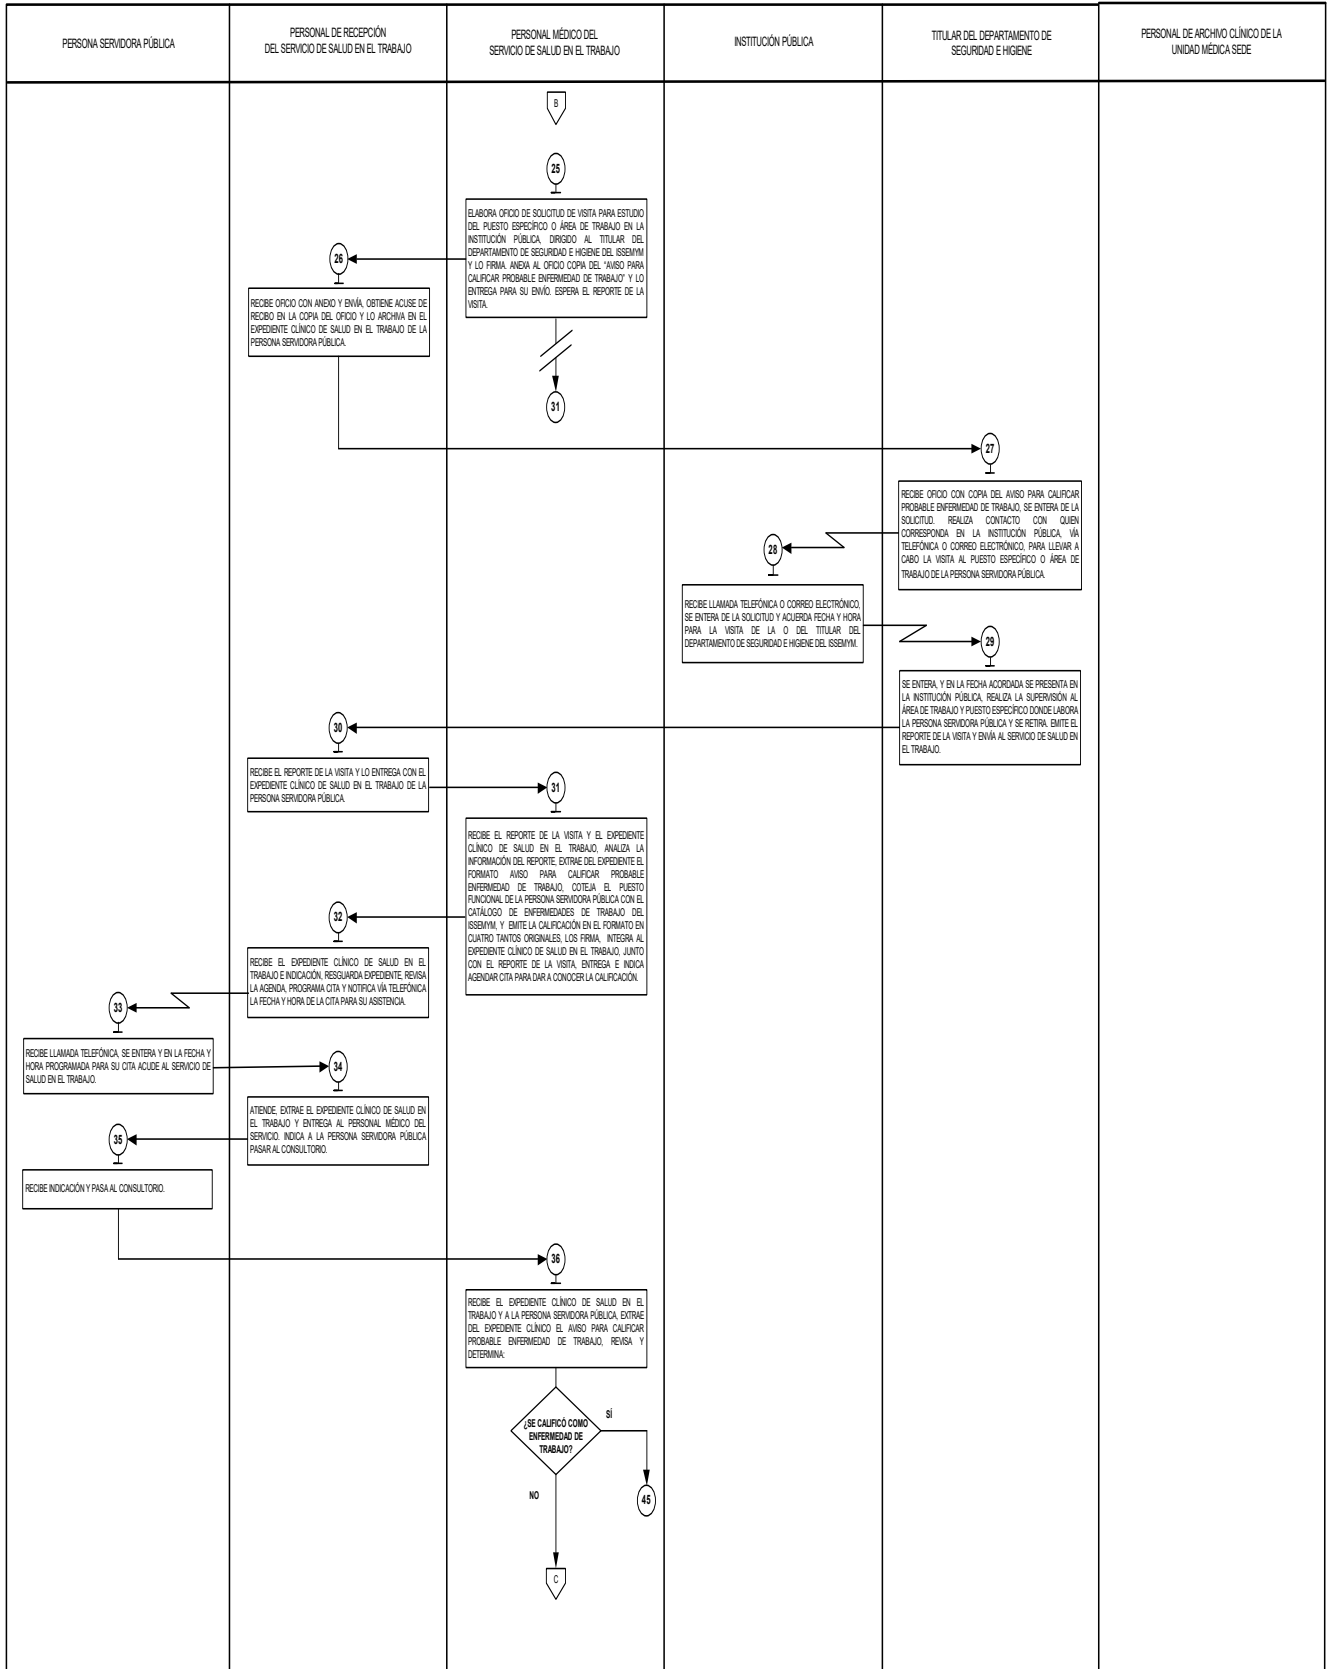 PERSONA SERVIDORA PÚBLICA
PERSONAL DE RECEPCIÓN
DEL SERVICIO DE SALUD EN EL TRABAJO
PERSONAL MÉDICO DEL
SERVICIO DE SALUD EN EL TRABAJO
INSTITUCIÓN PÚBLICA
TITULAR DEL DEPARTAMENTO DE
SEGURIDAD E HIGIENE
PERSONAL DE ARCHIVO CLÍNICO DE LA
UNIDAD MÉDICA SEDE
B
25
ELABORA OFICIO DE SOLICITUD DE VISITA PARA ESTUDIO
DEL PUESTO ESPECÍFICO O ÁREA DE TRABAJO EN LA
INSTITUCIÓN PÚBLICA, DIRIGIDO AL TITULAR DEL
DEPARTAMENTO DE SEGURIDAD E HIGIENE DEL ISSEMYM
Y LO FIRMA. ANEXA AL OFICIO COPIA DEL “AVISO PARA
CALIFICAR PROBABLE ENFERMEDAD DE TRABAJO” Y LO
ENTREGA PARA SU ENVÍO. ESPERA EL REPORTE DE LA
VISITA.
26
RECIBE OFICIO CON ANEXO Y ENVÍA, OBTIENE ACUSE DE
RECIBO EN LA COPIA DEL OFICIO Y LO ARCHIVA EN EL
EXPEDIENTE CLÍNICO DE SALUD EN EL TRABAJO DE LA
PERSONA SERVIDORA PÚBLICA.
31
27
RECIBE OFICIO CON COPIA DEL AVISO PARA CALIFICAR
PROBABLE ENFERMEDAD DE TRABAJO, SE ENTERA DE LA
SOLICITUD. REALIZA CONTACTO CON QUIEN
CORRESPONDA EN LA INSTITUCIÓN PÚBLICA, VÍA
TELEFÓNICA O CORREO ELECTRÓNICO, PARA LLEVAR A
CABO LA VISITA AL PUESTO ESPECÍFICO O ÁREA DE
TRABAJO DE LA PERSONA SERVIDORA PÚBLICA.
28
RECIBE LLAMADA TELEFÓNICA O CORREO ELECTRÓNICO,
SE ENTERA DE LA SOLICITUD Y ACUERDA FECHA Y HORA
PARA LA VISITA DE LA O DEL TITULAR DEL
DEPARTAMENTO DE SEGURIDAD E HIGIENE DEL ISSEMYM.
29
SE ENTERA, Y EN LA FECHA ACORDADA SE PRESENTA EN
LA INSTITUCIÓN PÚBLICA, REALIZA LA SUPERVISIÓN AL
ÁREA DE TRABAJO Y PUESTO ESPECÍFICO DONDE LABORA
LA PERSONA SERVIDORA PÚBLICA Y SE RETIRA. EMITE EL
REPORTE DE LA VISITA Y ENVÍA AL SERVICIO DE SALUD EN
EL TRABAJO.
30
RECIBE EL REPORTE DE LA VISITA Y LO ENTREGA CON EL
EXPEDIENTE CLÍNICO DE SALUD EN EL TRABAJO DE LA
PERSONA SERVIDORA PÚBLICA.
31
RECIBE EL REPORTE DE LA VISITA Y EL EXPEDIENTE
CLÍNICO DE SALUD EN EL TRABAJO, ANALIZA LA
INFORMACIÓN DEL REPORTE, EXTRAE DEL EXPEDIENTE EL
FORMATO AVISO PARA CALIFICAR PROBABLE
ENFERMEDAD DE TRABAJO, COTEJA EL PUESTO
FUNCIONAL DE LA PERSONA SERVIDORA PÚBLICA CON EL
CATÁLOGO DE ENFERMEDADES DE TRABAJO DEL
ISSEMYM, Y EMITE LA CALIFICACIÓN EN EL FORMATO EN
CUATRO TANTOS ORIGINALES, LOS FIRMA, INTEGRA AL
EXPEDIENTE CLÍNICO DE SALUD EN EL TRABAJO, JUNTO
CON EL REPORTE DE LA VISITA, ENTREGA E INDICA
AGENDAR CITA PARA DAR A CONOCER LA CALIFICACIÓN.
32
RECIBE EL EXPEDIENTE CLÍNICO DE SALUD EN EL
TRABAJO E INDICACIÓN, RESGUARDA EXPEDIENTE, REVISA
LA AGENDA, PROGRAMA CITA Y NOTIFICA VÍA TELEFÓNICA
LA FECHA Y HORA DE LA CITA PARA SU ASISTENCIA.
33
RECIBE LLAMADA TELEFÓNICA, SE ENTERA Y EN LA FECHA Y
HORA PROGRAMADA PARA SU CITA ACUDE AL SERVICIO DE
SALUD EN EL TRABAJO.
34
ATIENDE, EXTRAE EL EXPEDIENTE CLÍNICO DE SALUD EN
EL TRABAJO Y ENTREGA AL PERSONAL MÉDICO DEL
SERVICIO. INDICA A LA PERSONA SERVIDORA PÚBLICA
PASAR AL CONSULTORIO.
35
RECIBE INDICACIÓN Y PASA AL CONSULTORIO.
36
RECIBE EL EXPEDIENTE CLÍNICO DE SALUD EN EL
TRABAJO Y A LA PERSONA SERVIDORA PÚBLICA, EXTRAE
DEL EXPEDIENTE CLÍNICO EL AVISO PARA CALIFICAR
PROBABLE ENFERMEDAD DE TRABAJO, REVISA Y
DETERMINA:
¿SE CALIFICÓ COMO
ENFERMEDAD DE
TRABAJO?
SÍ
NO
45
C